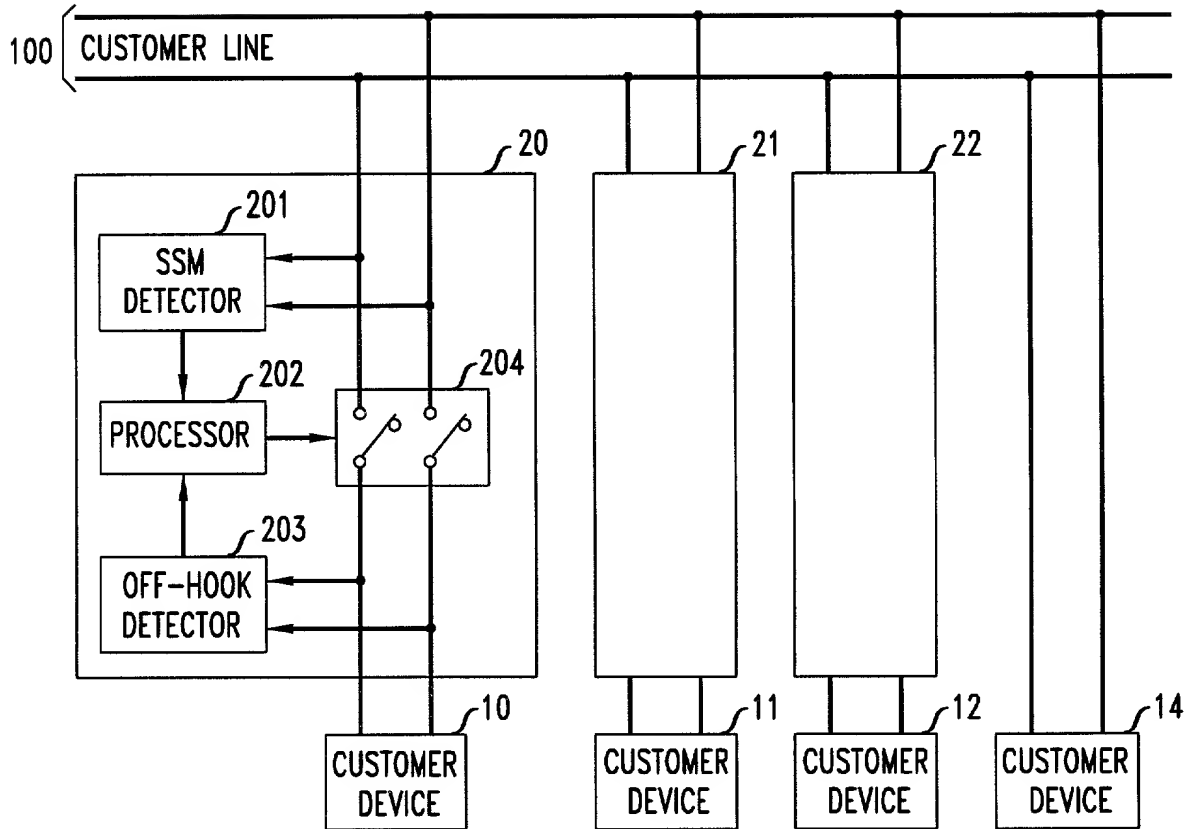 100 CUSTOMER LINE
20
21
22
201
SSM
DETECTOR
202
204
PROCESSOR
203
OFF-HOOK
DETECTOR
10
11
12
14
CUSTOMER
DEVICE
CUSTOMER
DEVICE
CUSTOMER
DEVICE
CUSTOMER
DEVICE